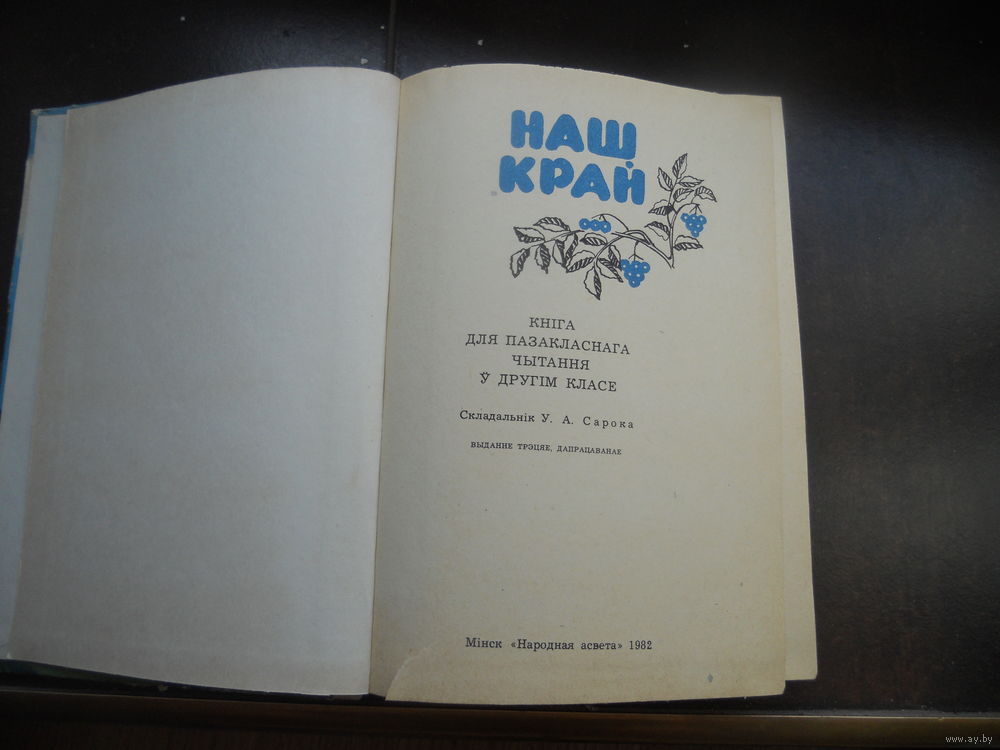 НАШ
КРАЙ
КНІГА
ДЛЯ ПАЗАКЛАСНАГА
ЧЫТАННЯ
Ў ДРУГІМ КЛАСЕ
Складальнік У. А. Сарока
ВЫДАННЕ ТРЭЦЯЕ, ДАПРАЦАВАНАЕ
Мінск «Народная асвета» 1982
www.ay.by